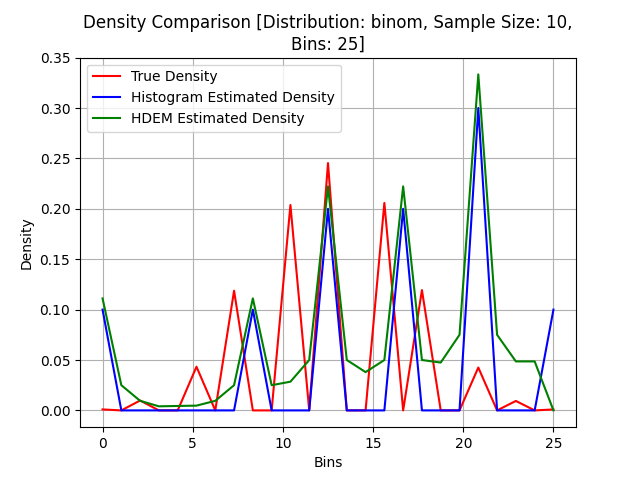 Density Comparison [Distribution: binom, Sample Size: 10,
Bins: 25]
True Density
Histogram Estimated Density
HDEM Estimated Density
Density
0.35
0.30
0.25
0.20
0.15
0.10
0.05
0.00
0 5 10 15 20 25
Bins